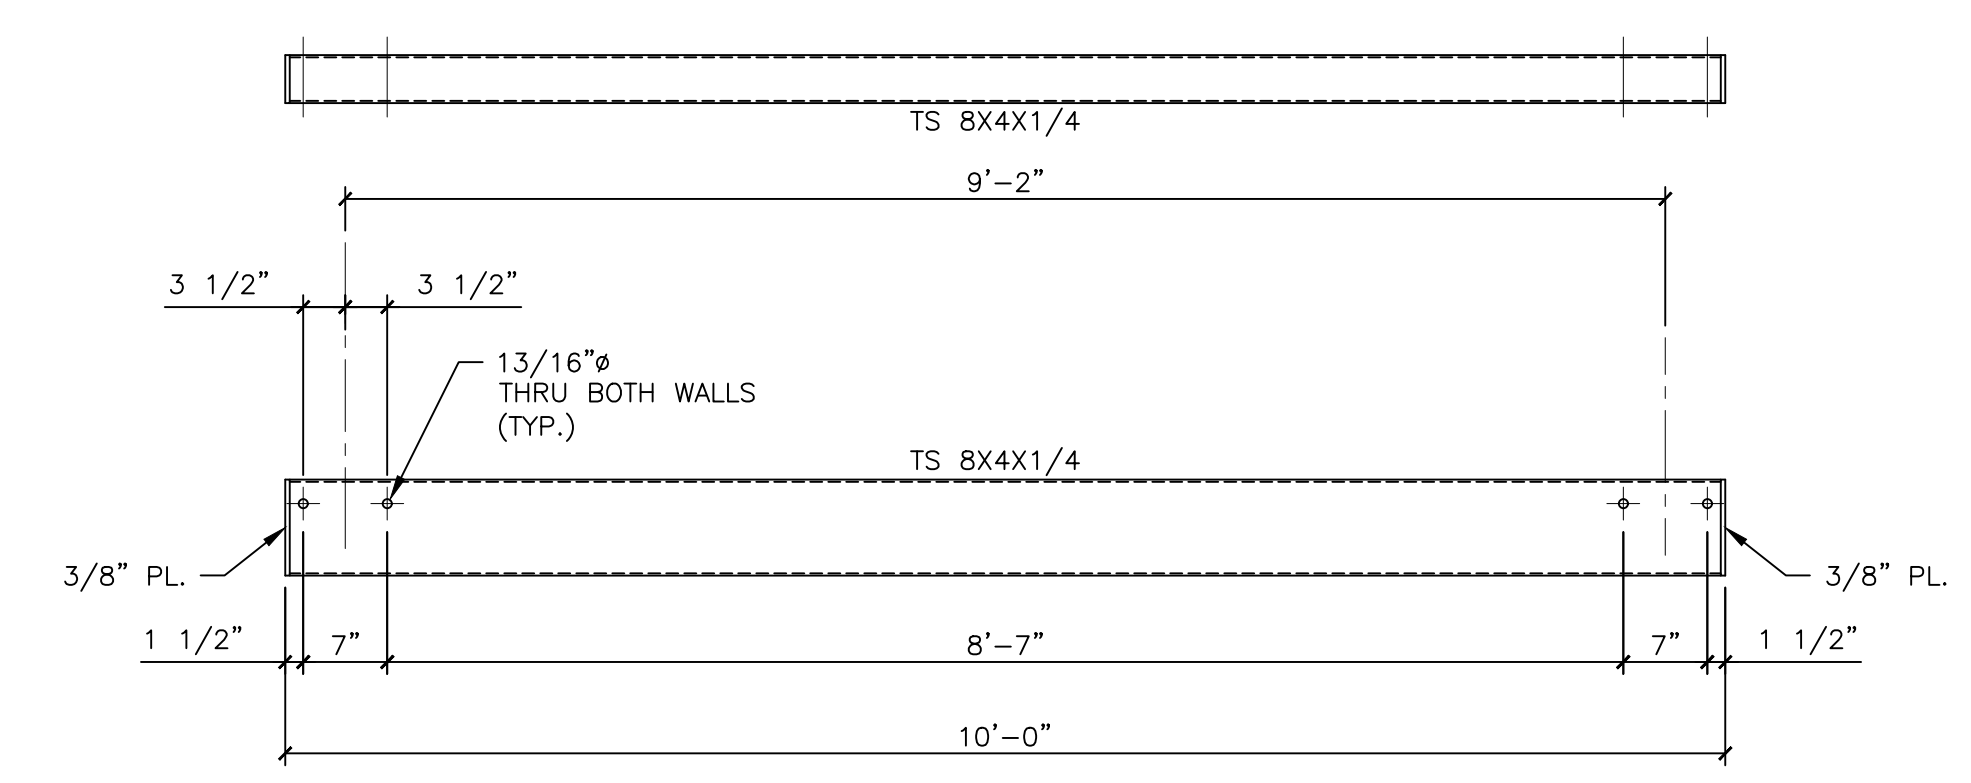 TS 8X4X1/4
9'-2"
3 1/2" 3 1/2"
13/16"ø
THRU BOTH WALLS
(TYP.)
TS 8X4X1/4
3/8" PL. 3/8" PL.
1 1/2" 7" 8'-7" 7" 1 1/2"
10'-0"